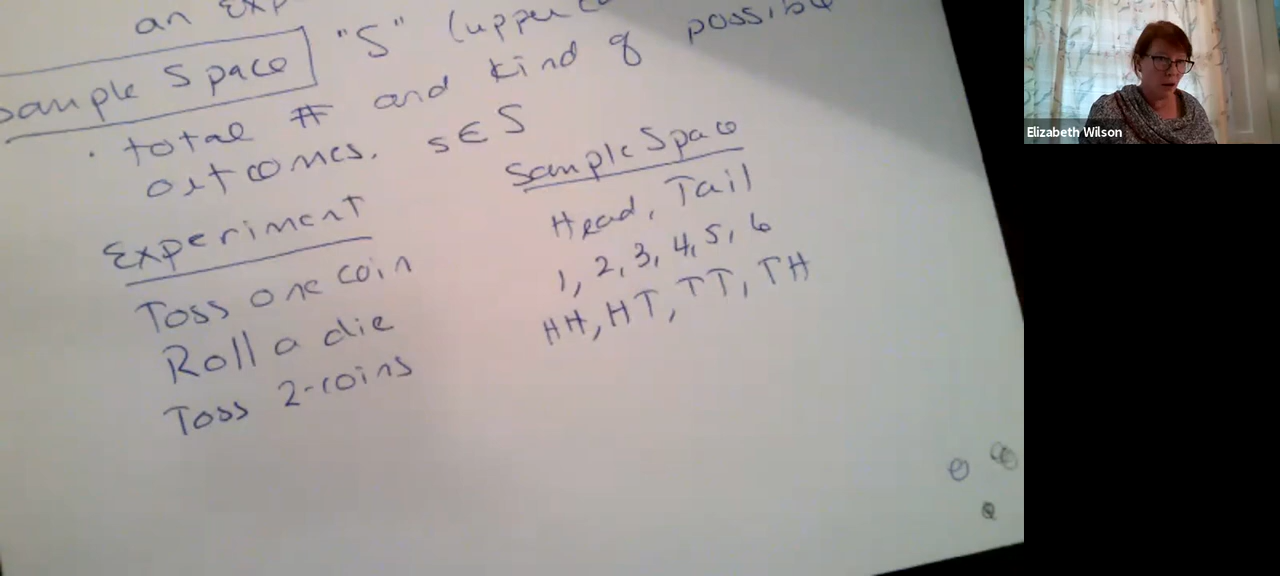 an Exp
Sample Space "S" (upper
• total # and kind of possible
outcomes. s∈S
Experiment Sample Space
Toss one coin Head, Tail
Roll a die 1, 2, 3, 4, 5, 6
Toss 2-coins HH, HT, TT, TH
Elizabeth Wilson